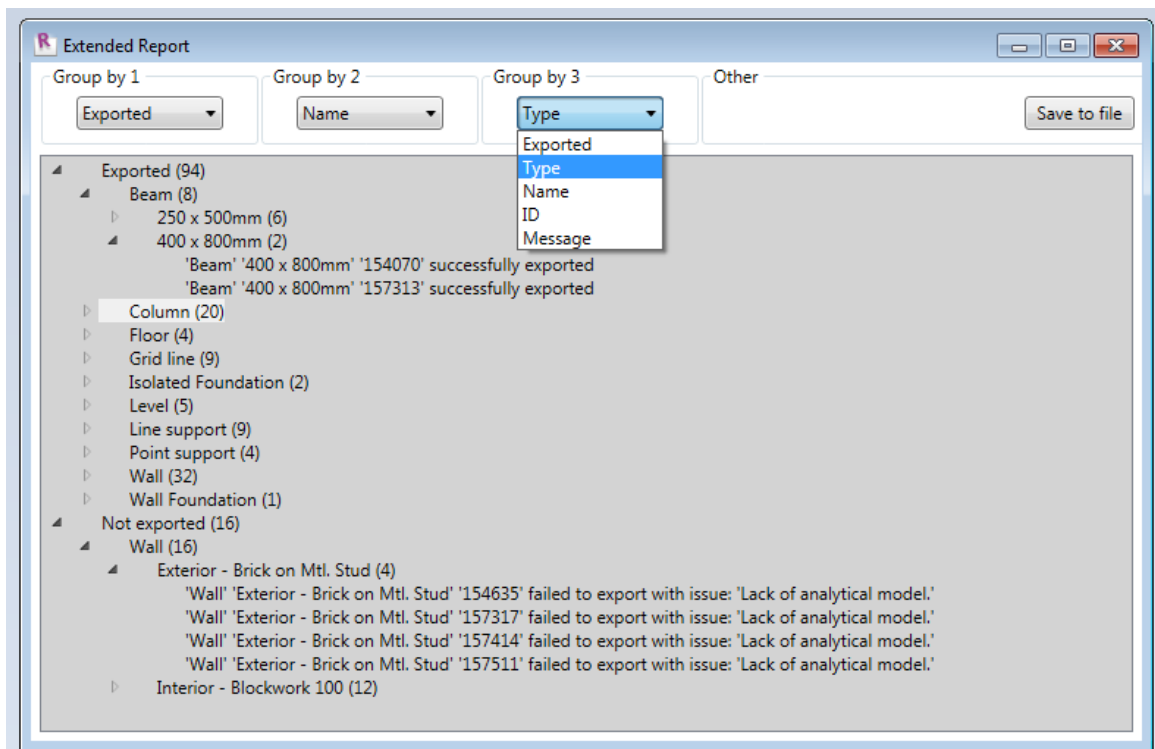 Extended Report
Group by 1 Group by 2 Group by 3 Other
Exported Name Type Save to file
Exported
Type
Name
ID
Message
Exported (94)
Beam (8)
250 x 500mm (6)
400 x 800mm (2)
'Beam' '400 x 800mm' '154070' successfully exported
'Beam' '400 x 800mm' '157313' successfully exported
Column (20)
Floor (4)
Grid line (9)
Isolated Foundation (2)
Level (5)
Line support (9)
Point support (4)
Wall (32)
Wall Foundation (1)
Not exported (16)
Wall (16)
Exterior - Brick on Mtl. Stud (4)
'Wall' 'Exterior - Brick on Mtl. Stud' '154635' failed to export with issue: 'Lack of analytical model.'
'Wall' 'Exterior - Brick on Mtl. Stud' '157317' failed to export with issue: 'Lack of analytical model.'
'Wall' 'Exterior - Brick on Mtl. Stud' '157414' failed to export with issue: 'Lack of analytical model.'
'Wall' 'Exterior - Brick on Mtl. Stud' '157511' failed to export with issue: 'Lack of analytical model.'
Interior - Blockwork 100 (12)